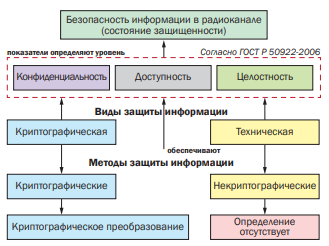 Безопасность информации в радиоканале
(состояние защищенности)
показатели определяют уровень
Согласно ГОСТ Р 50922-2006
Конфиденциальность
Доступность
Целостность
Виды защиты информации
Криптографическая
Техническая
обеспечивают
Методы защиты информации
Криптографические
Некриптографические
Криптографическое преобразование
Определение
отсутствует